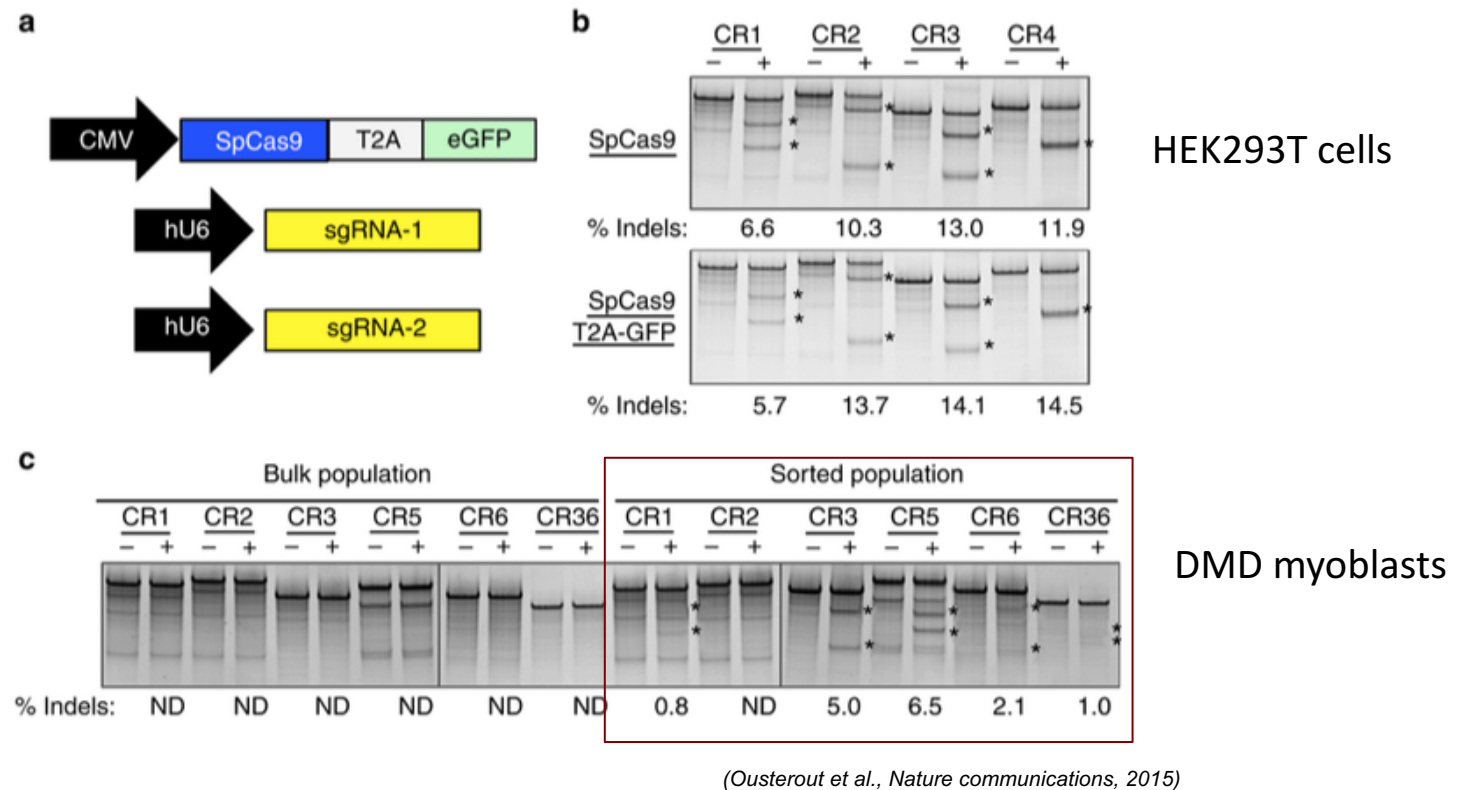 a
CMV SpCas9 T2A eGFP
hU6 sgRNA-1
hU6 sgRNA-2
b
CR1 CR2 CR3 CR4
– + – + – + – +
SpCas9
* * * * * * *
% Indels: 6.6 10.3 13.0 11.9
SpCas9
T2A-GFP
* * * * * * *
% Indels: 5.7 13.7 14.1 14.5
HEK293T cells
c
Bulk population Sorted population
CR1 CR2 CR3 CR5 CR6 CR36 CR1 CR2 CR3 CR5 CR6 CR36
– + – + – + – + – + – + – + – + – + – + – + – +
* * * * * * * * * *
% Indels: ND ND ND ND ND ND 0.8 ND 5.0 6.5 2.1 1.0
DMD myoblasts
(Ousterout et al., Nature communications, 2015)